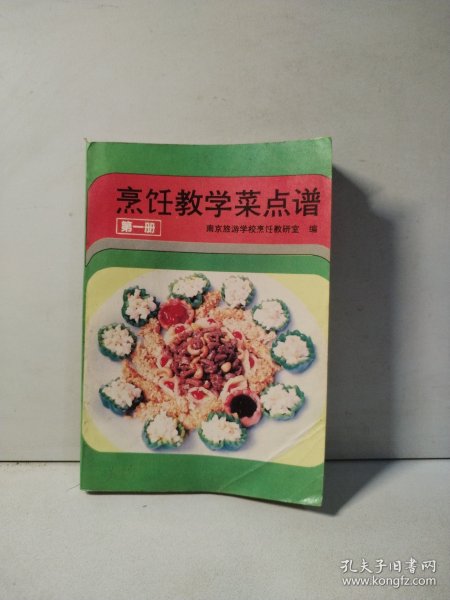 烹饪教学菜点谱
第一册
南京旅游学校烹饪教研室 编
孔夫子旧书网
www.kongfz.com